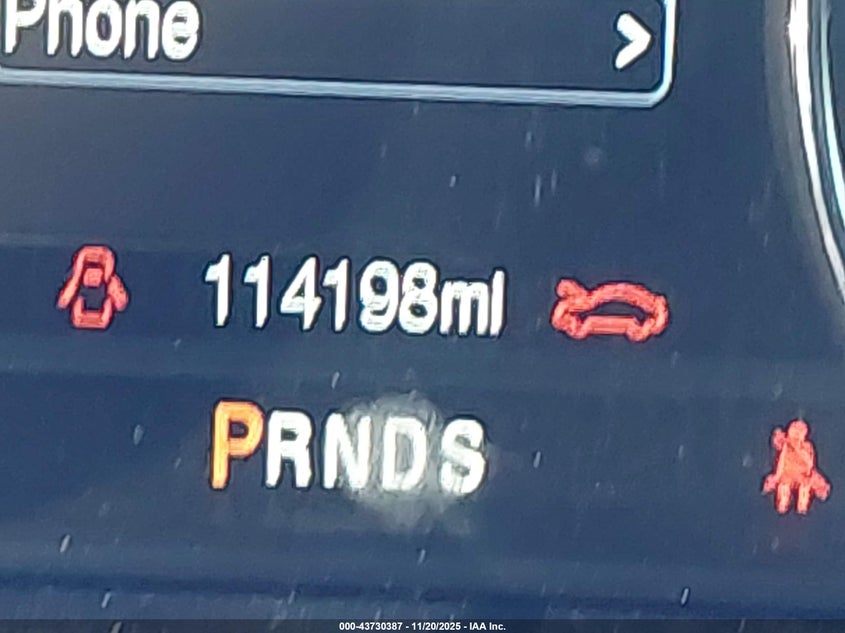 Phone
114198mi
PRNDS
000-43730387 - 11/20/2025 - IAA Inc.